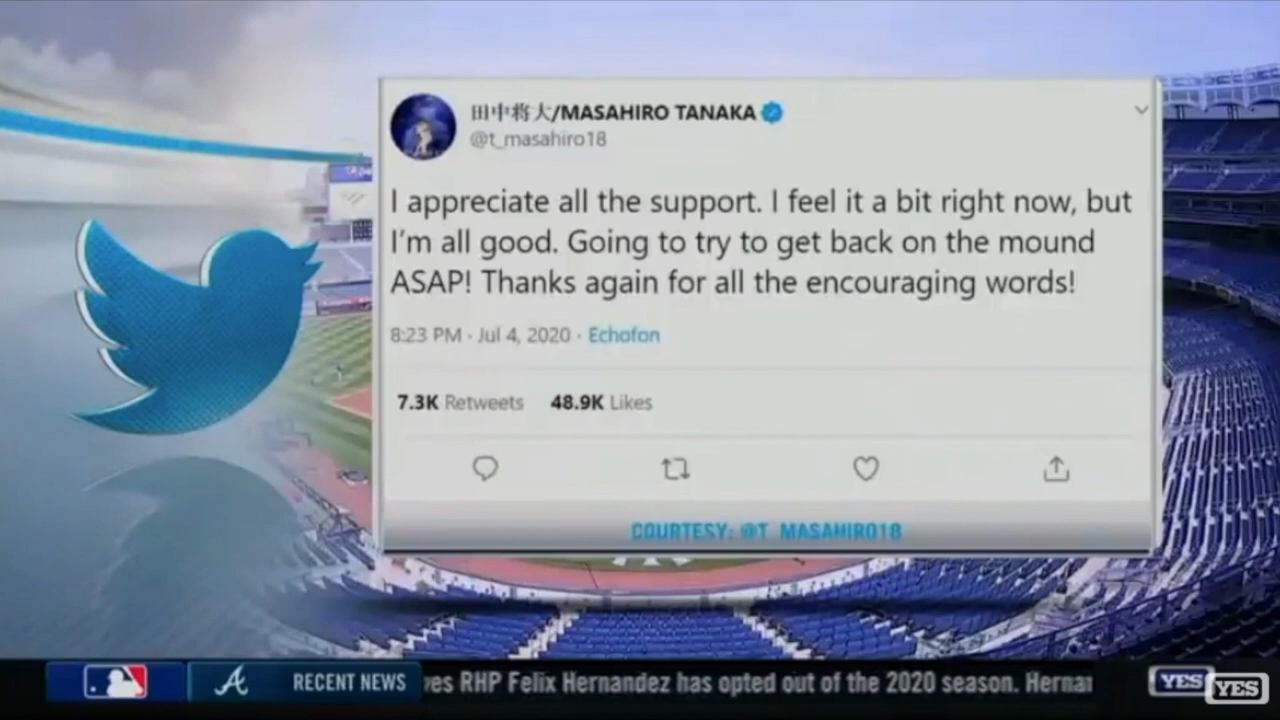 田中将大/MASAHIRO TANAKA
@t_masahiro18
I appreciate all the support. I feel it a bit right now, but
I'm all good. Going to try to get back on the mound
ASAP! Thanks again for all the encouraging words!
8:23 PM · Jul 4, 2020 · Echofon
7.3K Retweets 48.9K Likes
COURTESY: @T_MASAHIRO18
RECENT NEWS ves RHP Felix Hernandez has opted out of the 2020 season. Hernan
YES
YES